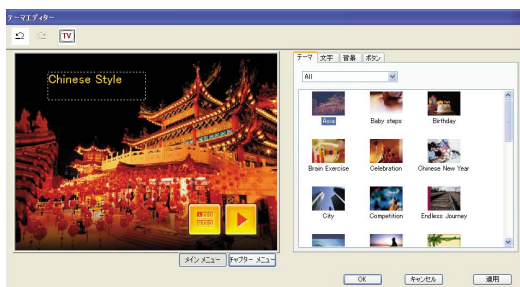 テーマエディター
TV
Chinese Style
メイン メニュー
チャプター メニュー
テーマ
文字
背景
ボタン
All
Asia
Baby steps
Birthday
Brain Exercise
Celebration
Chinese New Year
City
Competition
Endless Journey
OK
キャンセル
適用